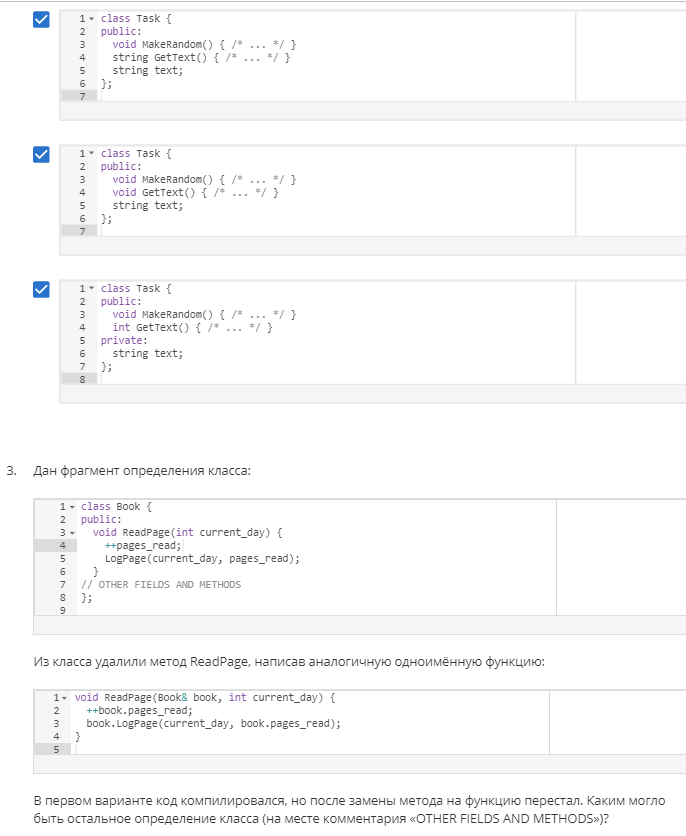 1 class Task {
2 public:
3 void MakeRandom() { /* ... */ }
4 string GetText() { /* ... */ }
5 string text;
6 };
7
1 class Task {
2 public:
3 void MakeRandom() { /* ... */ }
4 void GetText() { /* ... */ }
5 string text;
6 };
7
1 class Task {
2 public:
3 void MakeRandom() { /* ... */ }
4 int GetText() { /* ... */ }
5 private:
6 string text;
7 };
8
3. Дан фрагмент определения класса:
1 class Book {
2 public:
3 void ReadPage(int current_day) {
4 ++pages_read;
5 LogPage(current_day, pages_read);
6 }
7 // OTHER FIELDS AND METHODS
8 };
9
Из класса удалили метод ReadPage, написав аналогичную одноимённую функцию:
1 void ReadPage(Book& book, int current_day) {
2 ++book.pages_read;
3 book.LogPage(current_day, book.pages_read);
4 }
5
В первом варианте код компилировался, но после замены метода на функцию перестал. Каким могло
быть остальное определение класса (на месте комментария «OTHER FIELDS AND METHODS»)?